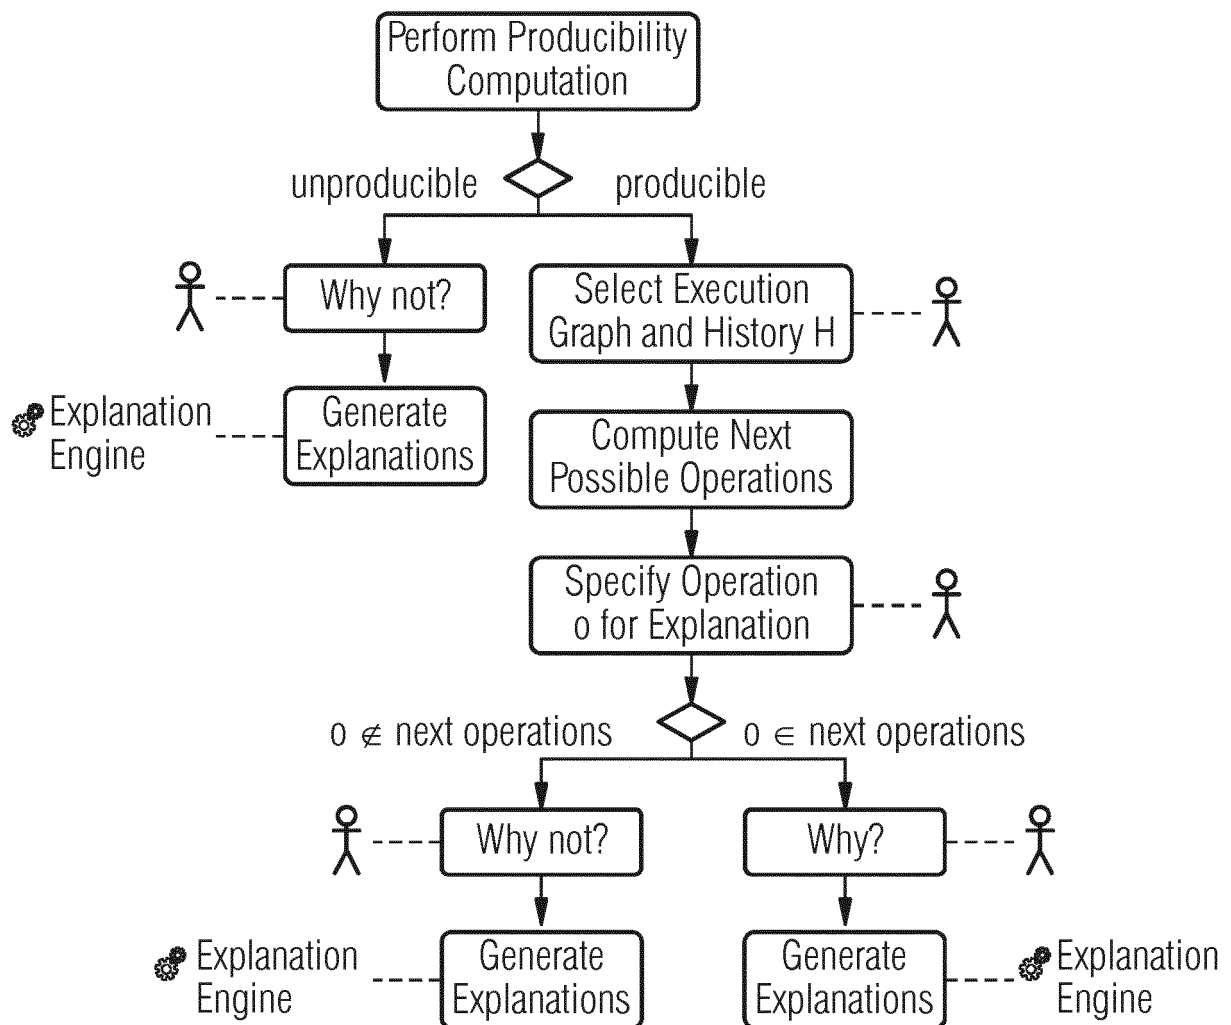 Perform Producibility
Computation
unproducible
producible
Why not?
Select Execution
Graph and History H
Explanation
Engine
Generate
Explanations
Compute Next
Possible Operations
Specify Operation
o for Explanation
o ∉ next operations
o ∈ next operations
Why not?
Why?
Explanation
Engine
Generate
Explanations
Generate
Explanations
Explanation
Engine